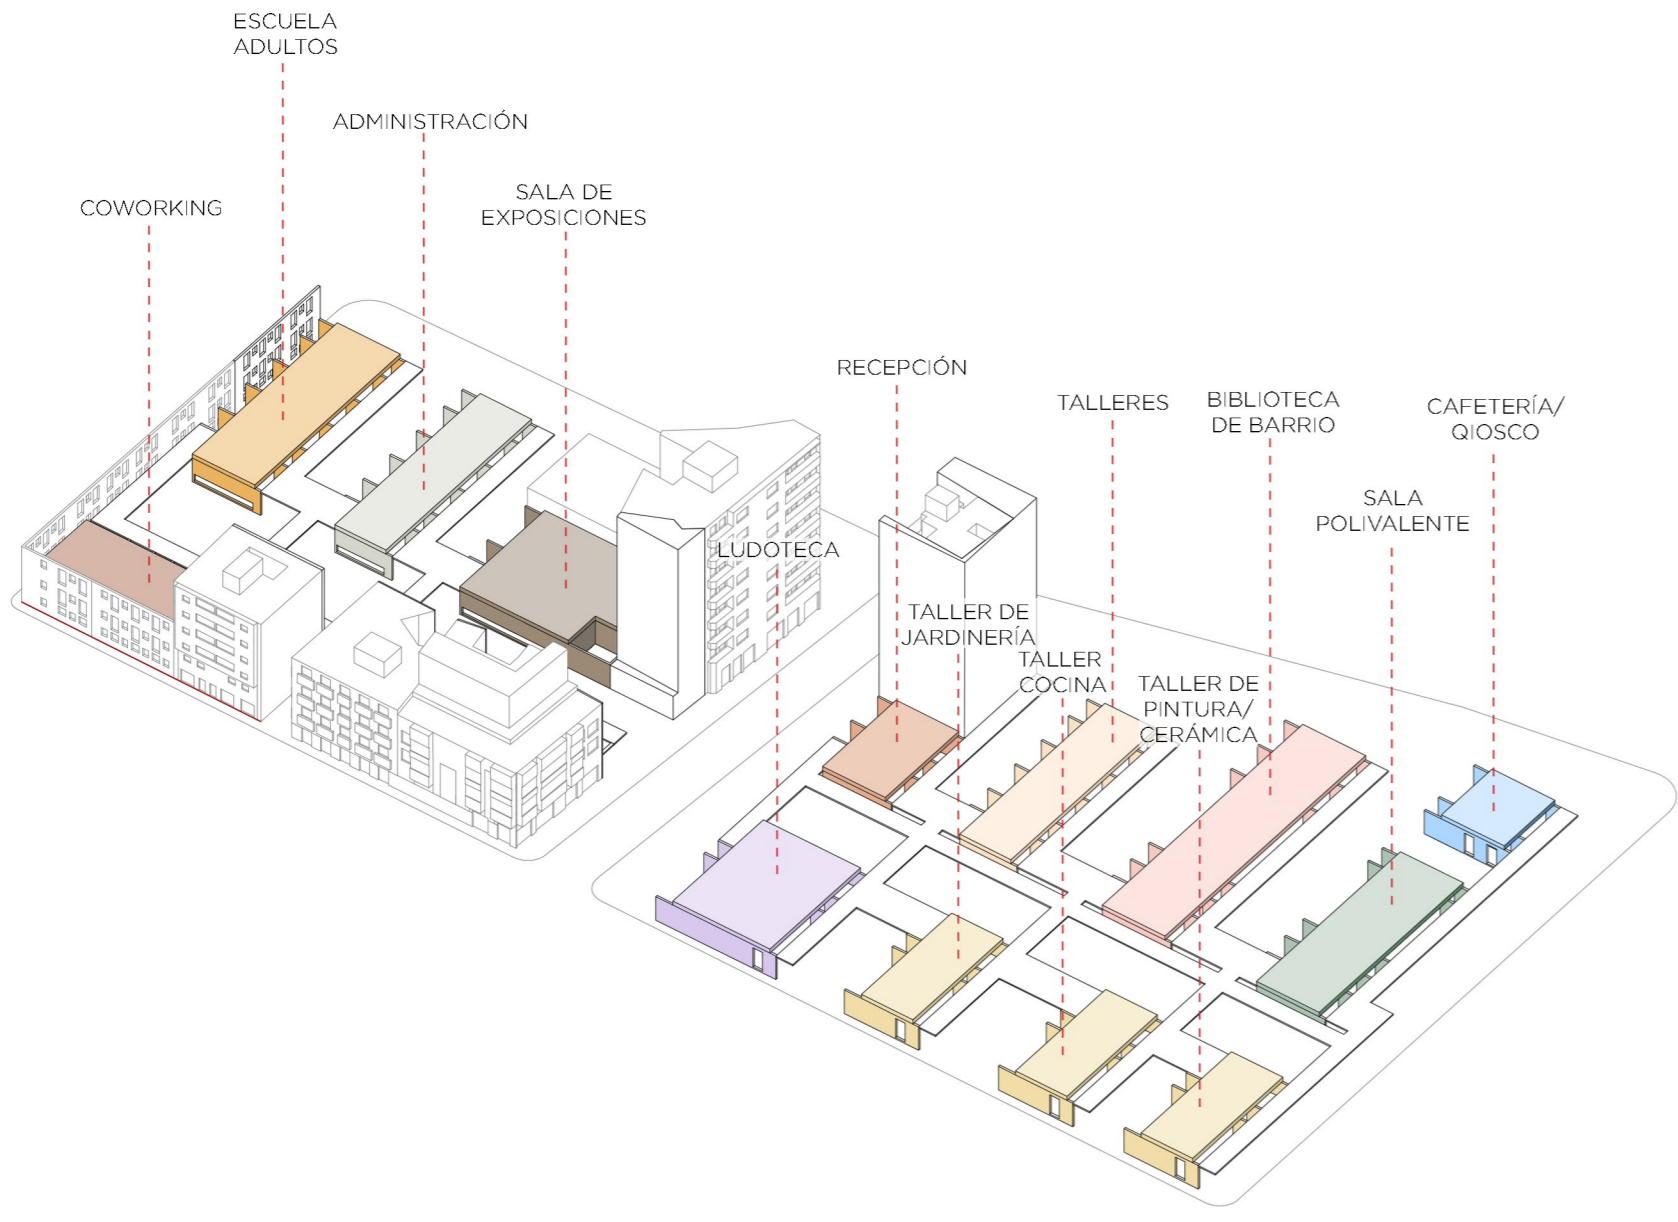 ESCUELA
ADULTOS
ADMINISTRACIÓN
COWORKING
SALA DE
EXPOSICIONES
RECEPCIÓN
TALLERES
BIBLIOTECA
DE BARRIO
CAFETERÍA/
QIOSCO
SALA
POLIVALENTE
LUDOTECA
TALLER DE
JARDINERÍA
TALLER
COCINA
TALLER DE
PINTURA/
CERÁMICA